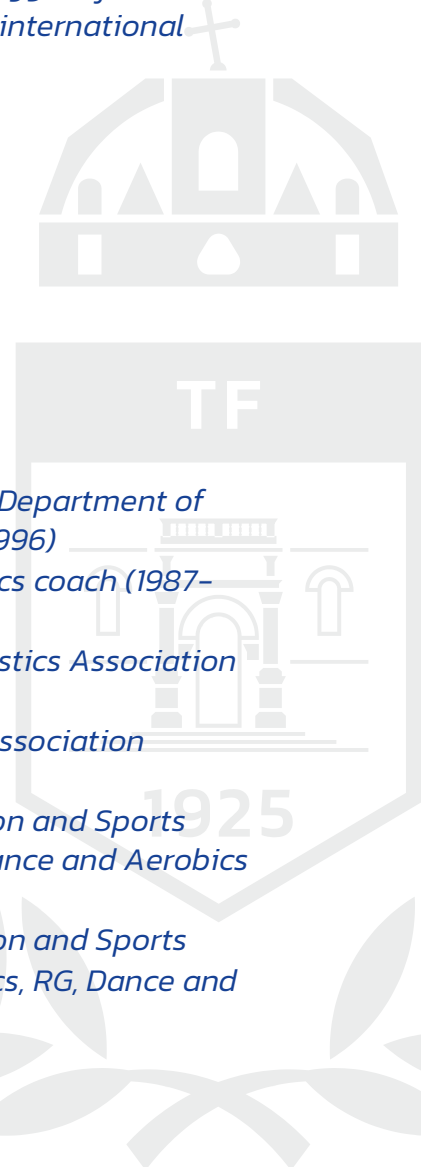 international
TF
Department of
996)
cs coach (1987–
stics Association
ssociation
1925
on and Sports
ance and Aerobics
on and Sports
cs, RG, Dance and